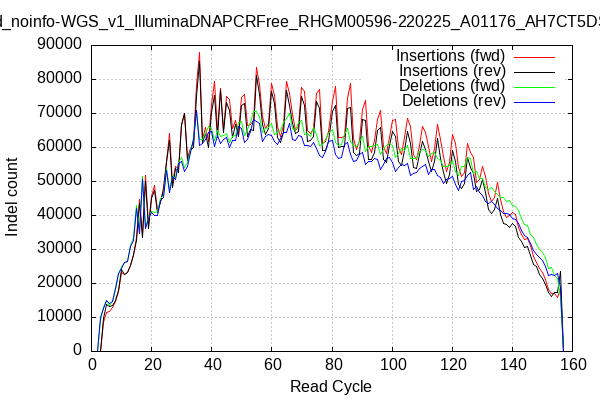 d_noinfo-WGS_v1_IlluminaDNAPCRFree_RHGM00596-220225_A01176_AH7CT5DS
90000
80000
70000
60000
50000
40000
30000
20000
10000
0
Indel count
Insertions (fwd)
Insertions (rev)
Deletions (fwd)
Deletions (rev)
0 20 40 60 80 100 120 140 160
Read Cycle